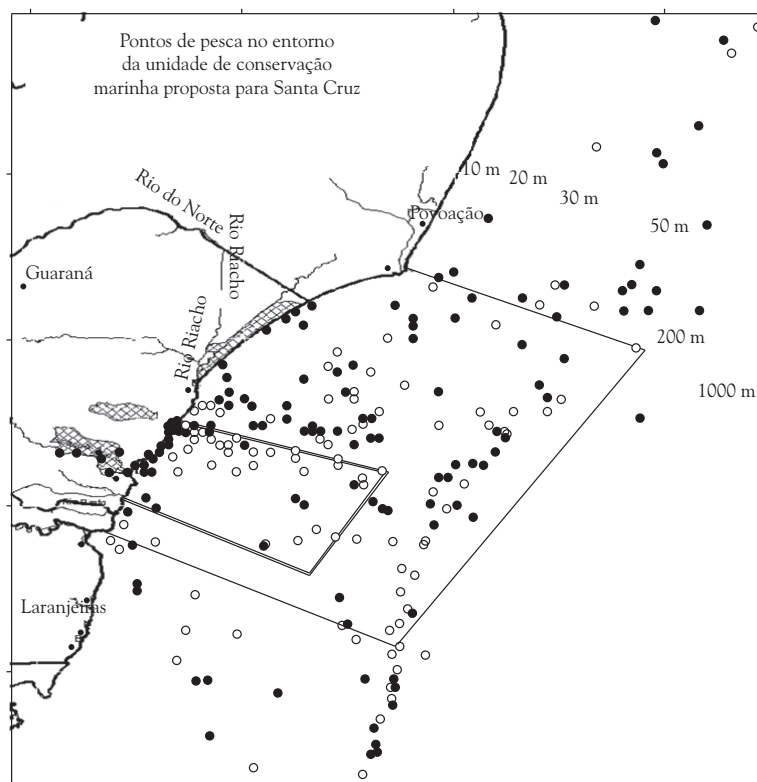 Pontos de pesca no entorno
da unidade de conservação
marinha proposta para Santa Cruz
10 m
20 m
30 m
50 m
200 m
1000 m
Rio do Norte
Rio Riacho
Povoação
Guaraná
Rio Riacho
Laranjeiras